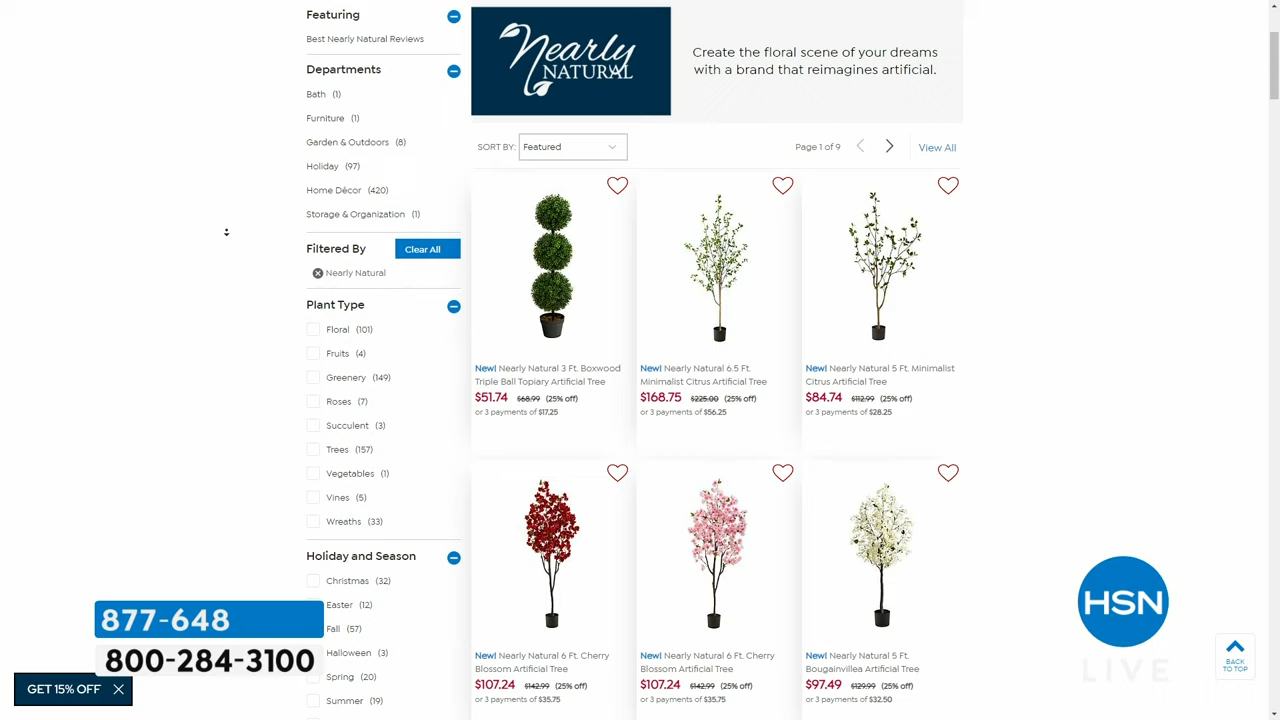 Featuring
Best Nearly Natural Reviews
Departments
Bath (1)
Furniture (1)
Garden & Outdoors (8)
Holiday (97)
Home Décor (420)
Storage & Organization (1)
Filtered By
Clear All
Nearly Natural
Plant Type
Floral (101)
Fruits (4)
Greenery (149)
Roses (7)
Succulent (3)
Trees (157)
Vegetables (1)
Vines (5)
Wreaths (33)
Holiday and Season
Christmas (32)
Easter (12)
Fall (57)
Halloween (3)
Spring (20)
Summer (19)
877-648
800-284-3100
GET 15% OFF
Nearly
NATURAL
Create the floral scene of your dreams
with a brand that reimagines artificial.
SORT BY: Featured
Page 1 of 9
View All
New! Nearly Natural 3 Ft. Boxwood
Triple Ball Topiary Artificial Tree
$51.74 $68.99 (25% off)
or 3 payments of $17.25
New! Nearly Natural 6.5 Ft.
Minimalist Citrus Artificial Tree
$168.75 $225.00 (25% off)
or 3 payments of $56.25
New! Nearly Natural 5 Ft. Minimalist
Citrus Artificial Tree
$84.74 $112.99 (25% off)
or 3 payments of $28.25
New! Nearly Natural 6 Ft. Cherry
Blossom Artificial Tree
$107.24 $142.99 (25% off)
or 3 payments of $35.75
New! Nearly Natural 6 Ft. Cherry
Blossom Artificial Tree
$107.24 $142.99 (25% off)
or 3 payments of $35.75
New! Nearly Natural 5 Ft.
Bougainvillea Artificial Tree
$97.49 $129.99 (25% off)
or 3 payments of $32.50
HSN
LIVE
BACK
TO TOP